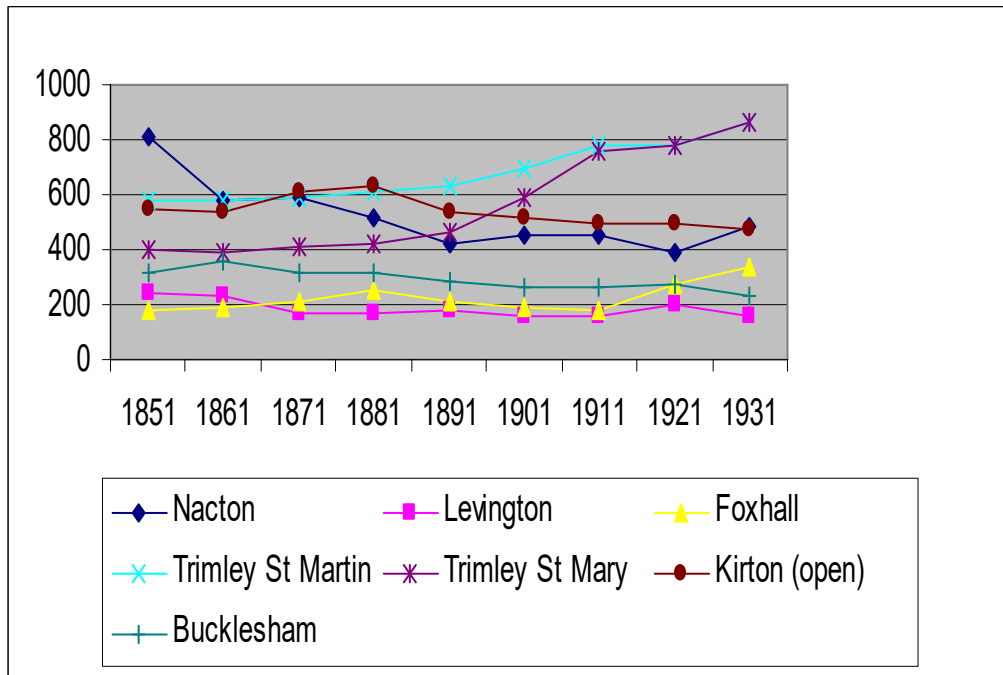 1000
800
600
400
200
0
1851 1861 1871 1881 1891 1901 1911 1921 1931
Nacton Levington Foxhall
Trimley St Martin Trimley St Mary Kirton (open)
Bucklesham